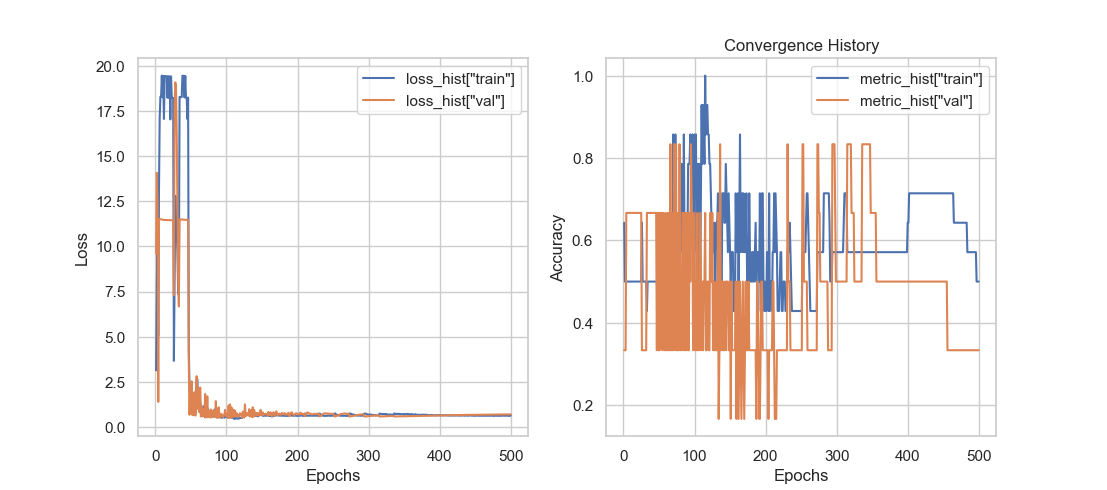 20.0
17.5
15.0
12.5
10.0
7.5
5.0
2.5
0.0
Loss
0 100 200 300 400 500
Epochs
loss_hist["train"]
loss_hist["val"]
Convergence History
1.0
0.8
0.6
0.4
0.2
Accuracy
0 100 200 300 400 500
Epochs
metric_hist["train"]
metric_hist["val"]